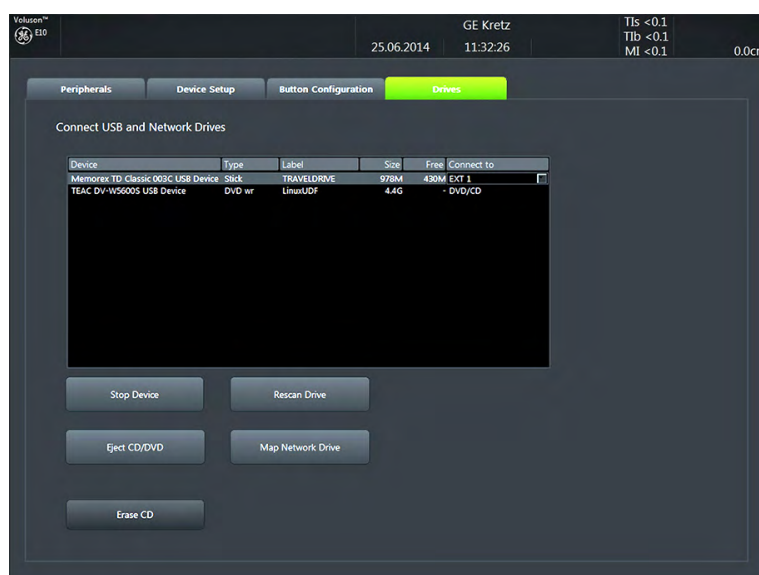 Voluson™
E10
GE Kretz
25.06.2014 11:32:26
TIs <0.1
TIb <0.1
MI <0.1
0.0cr
Peripherals Device Setup Button Configuration Drives
Connect USB and Network Drives
Device Type Label Size Free Connect to
Memorex TD Classic 003C USB Device Stick TRAVELDRIVE 978M 430M EXT 1
TEAC DV-W5600S USB Device DVD wr LinuxUDF 4.4G - DVD/CD
Stop Device Rescan Drive
Eject CD/DVD Map Network Drive
Erase CD